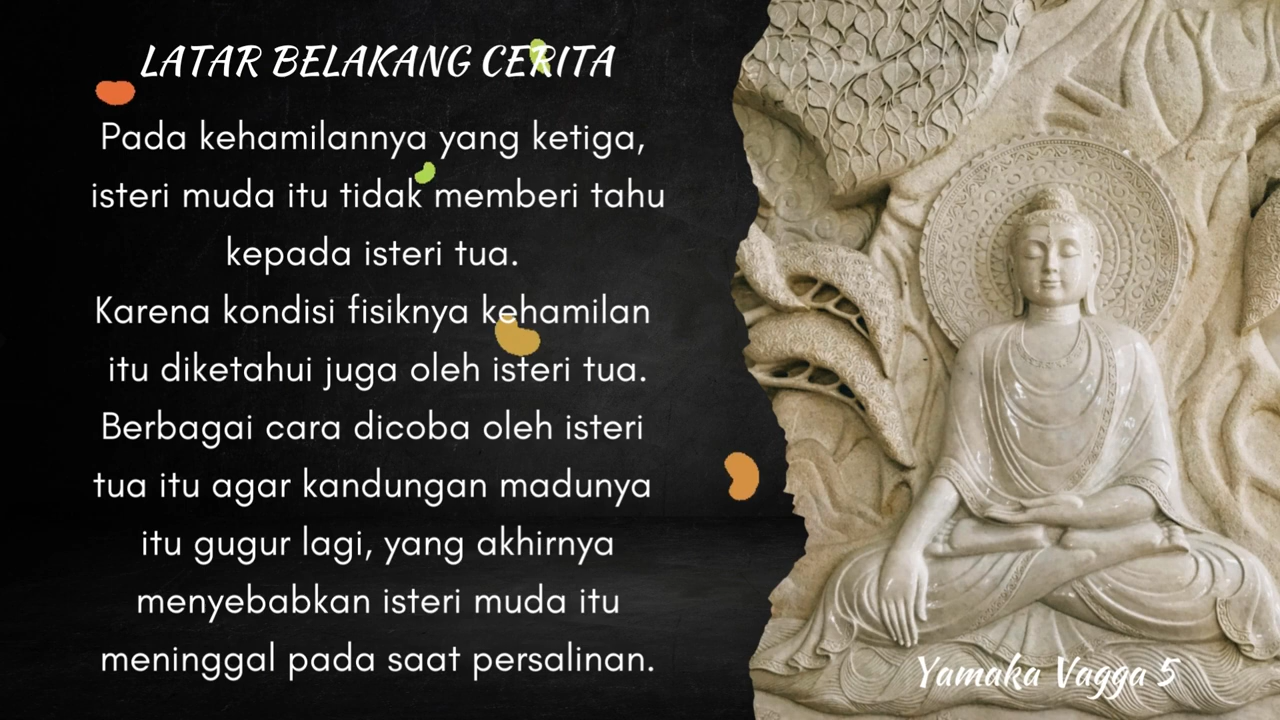 LATAR BELAKANG CERITA
Pada kehamilannya yang ketiga,
isteri muda itu tidak memberi tahu
kepada isteri tua.
Karena kondisi fisiknya kehamilan
itu diketahui juga oleh isteri tua.
Berbagai cara dicoba oleh isteri
tua itu agar kandungan madunya
itu gugur lagi, yang akhirnya
menyebabkan isteri muda itu
meninggal pada saat persalinan.
Yamaka Vagga 5